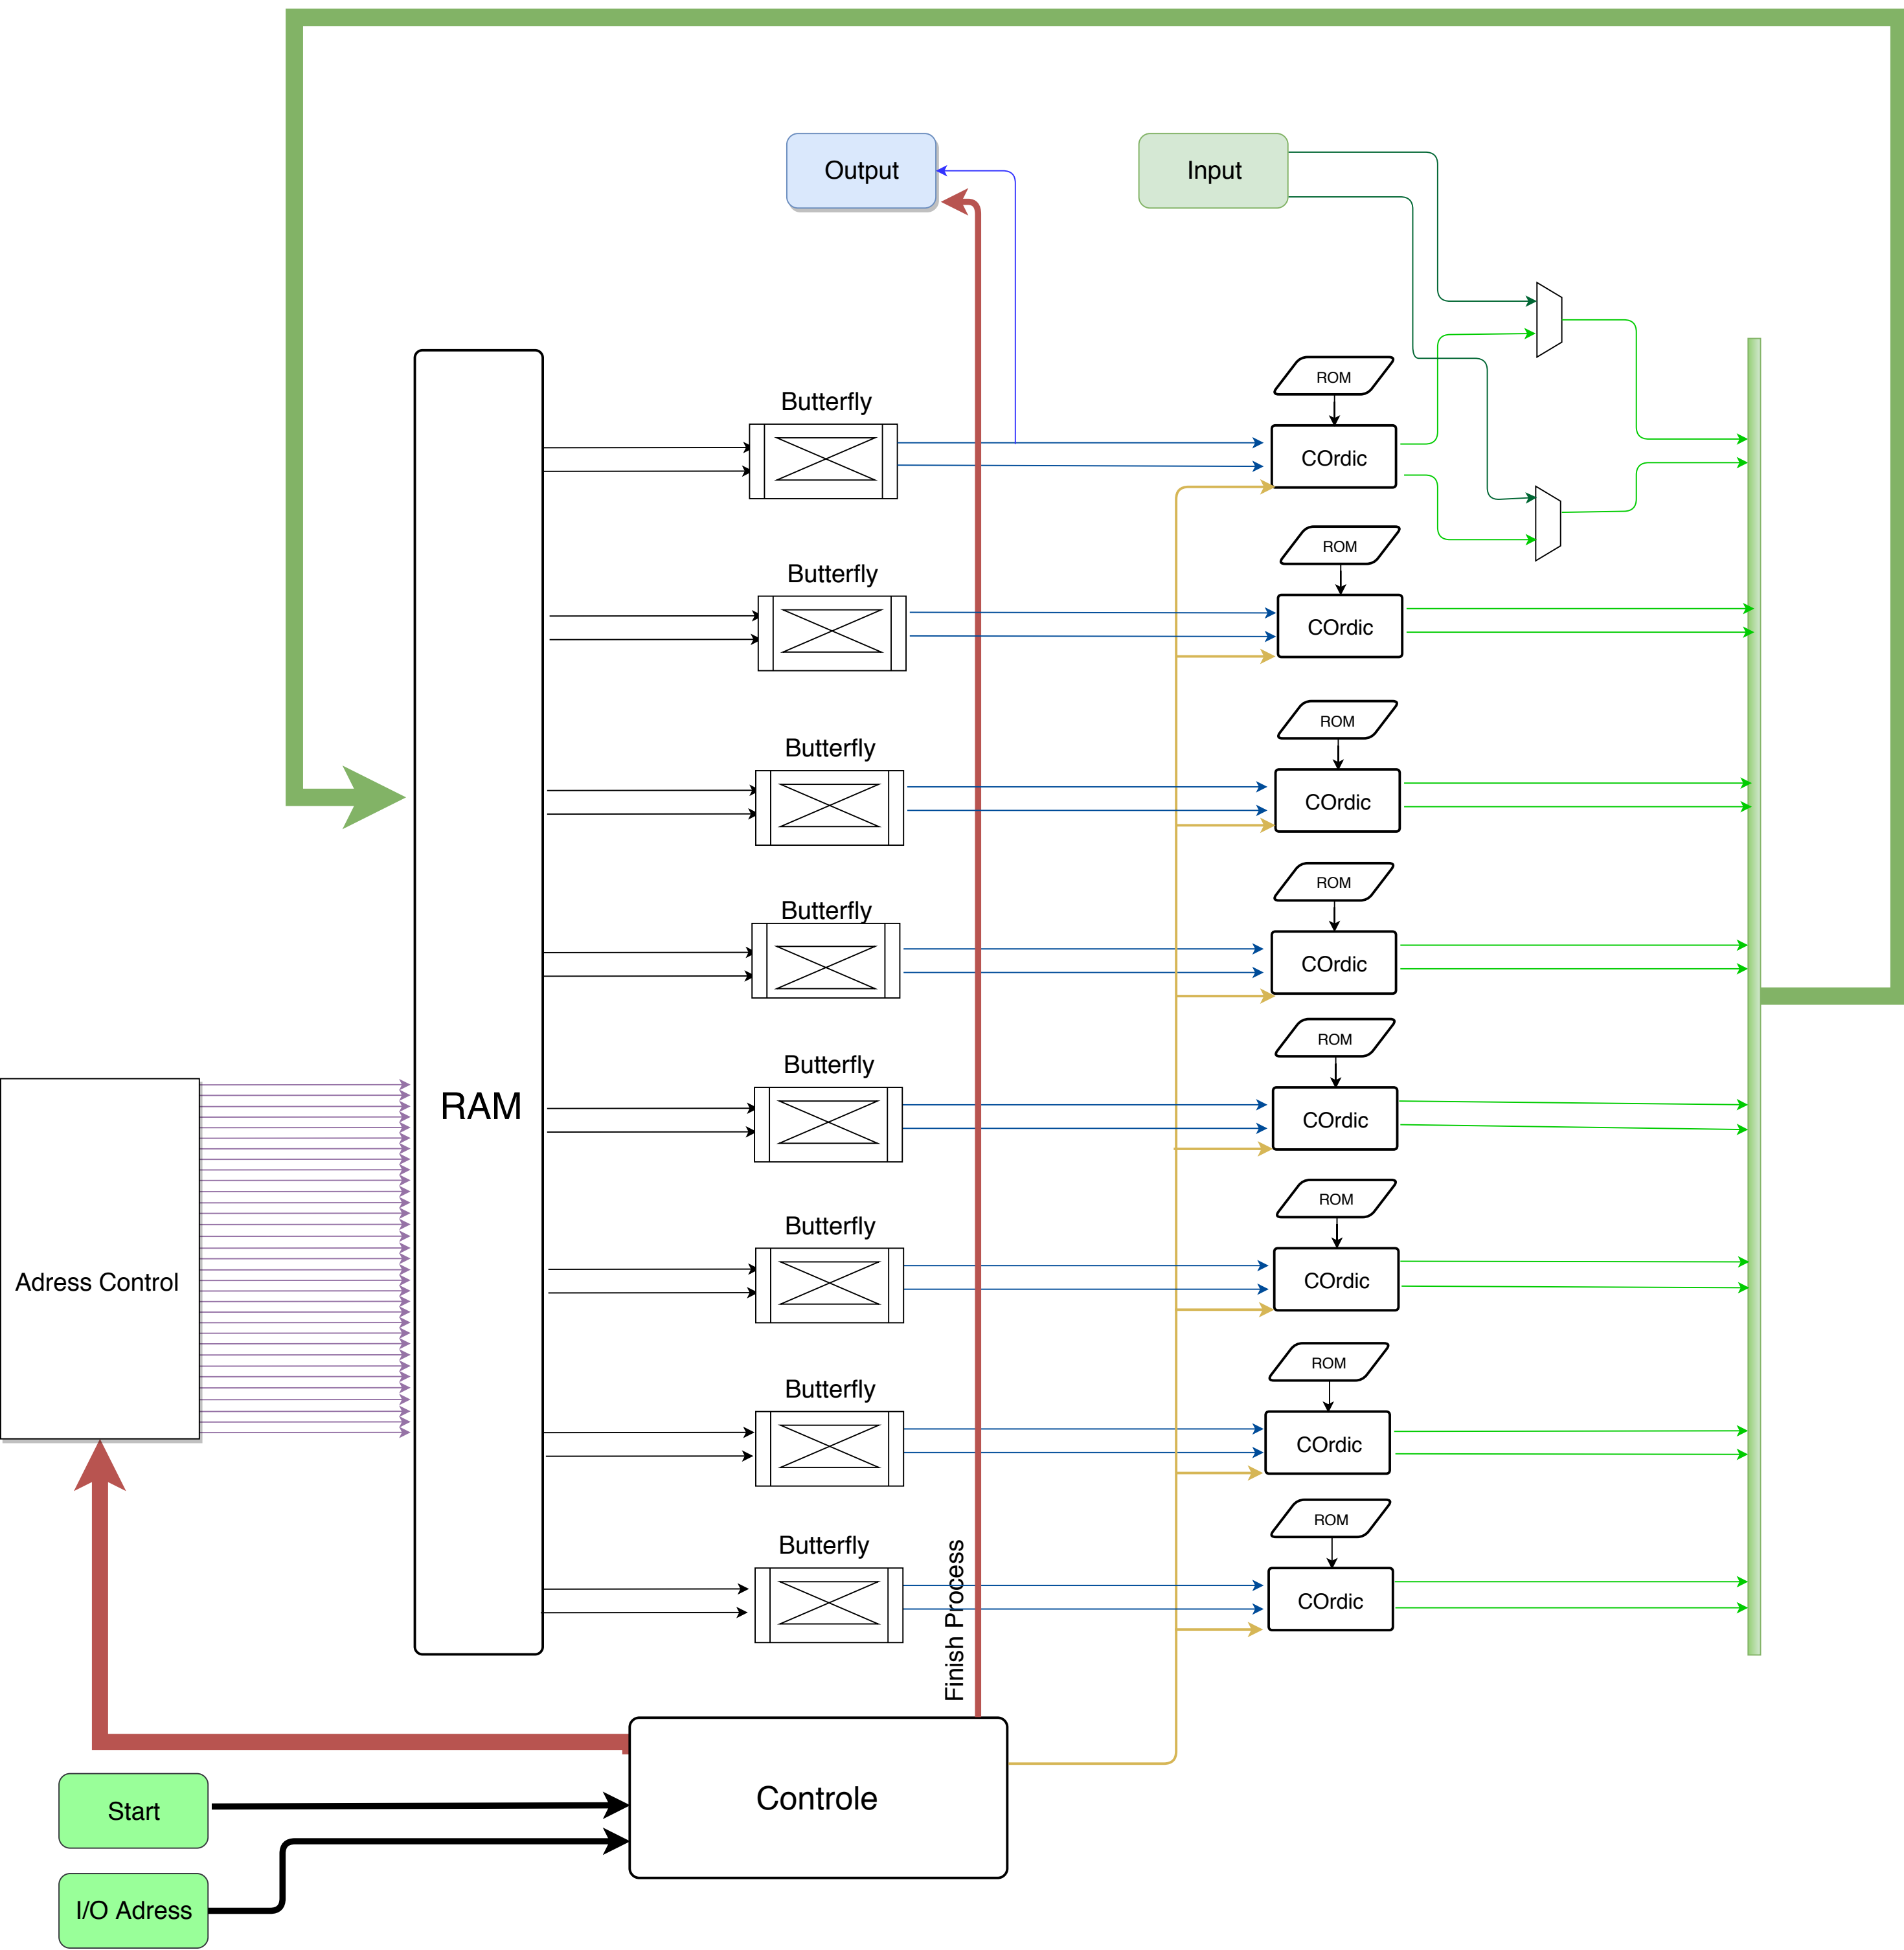 Output
Input
Butterfly
ROM
COrdic
Butterfly
ROM
COrdic
Butterfly
ROM
COrdic
Butterfly
ROM
COrdic
RAM
Butterfly
ROM
COrdic
Adress Control
Butterfly
ROM
COrdic
Butterfly
ROM
COrdic
Butterfly
ROM
COrdic
Finish Process
Controle
Start
I/O Adress